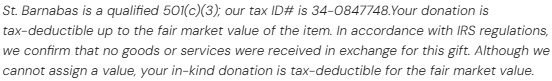 St. Barnabas is a qualified 501(c)(3); our tax ID# is 34-0847748.Your donation is
tax-deductible up to the fair market value of the item. In accordance with IRS regulations,
we confirm that no goods or services were received in exchange for this gift. Although we
cannot assign a value, your in-kind donation is tax-deductible for the fair market value.